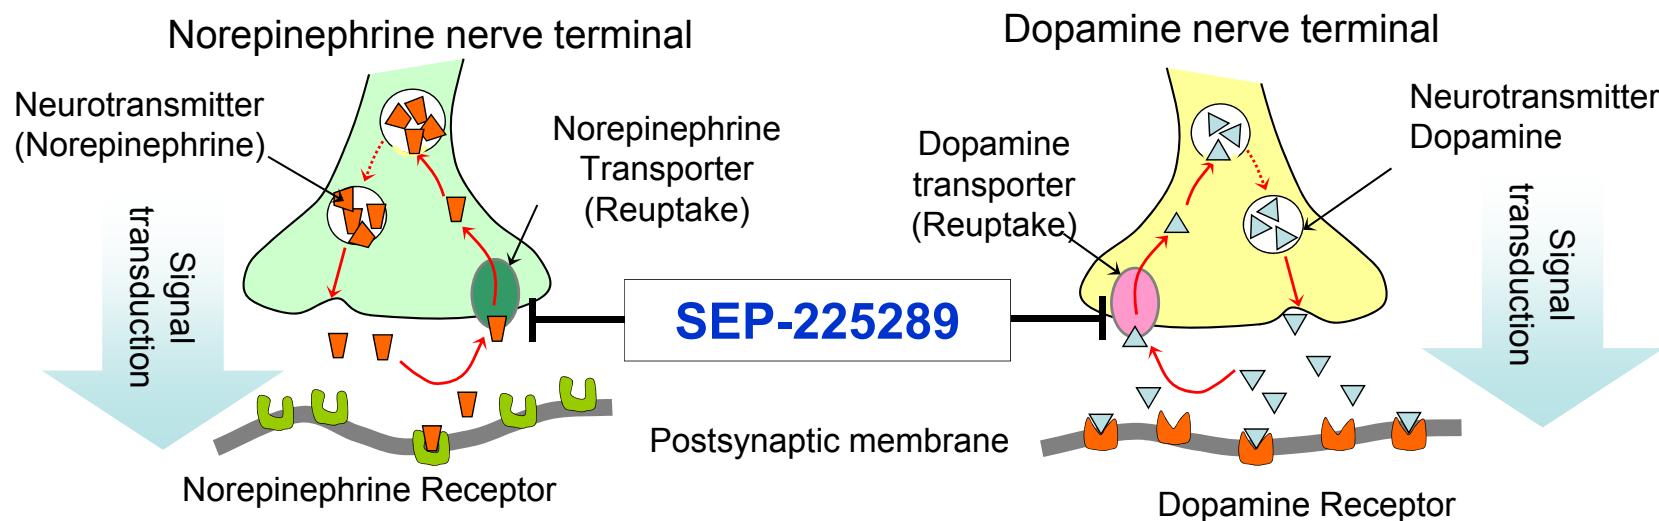 Norepinephrine nerve terminal
Dopamine nerve terminal
Neurotransmitter
(Norepinephrine)
Norepinephrine
Transporter
(Reuptake)
Dopamine
transporter
(Reuptake)
Neurotransmitter
Dopamine
Signal
transduction
SEP-225289
Signal
transduction
Postsynaptic membrane
Norepinephrine Receptor
Dopamine Receptor